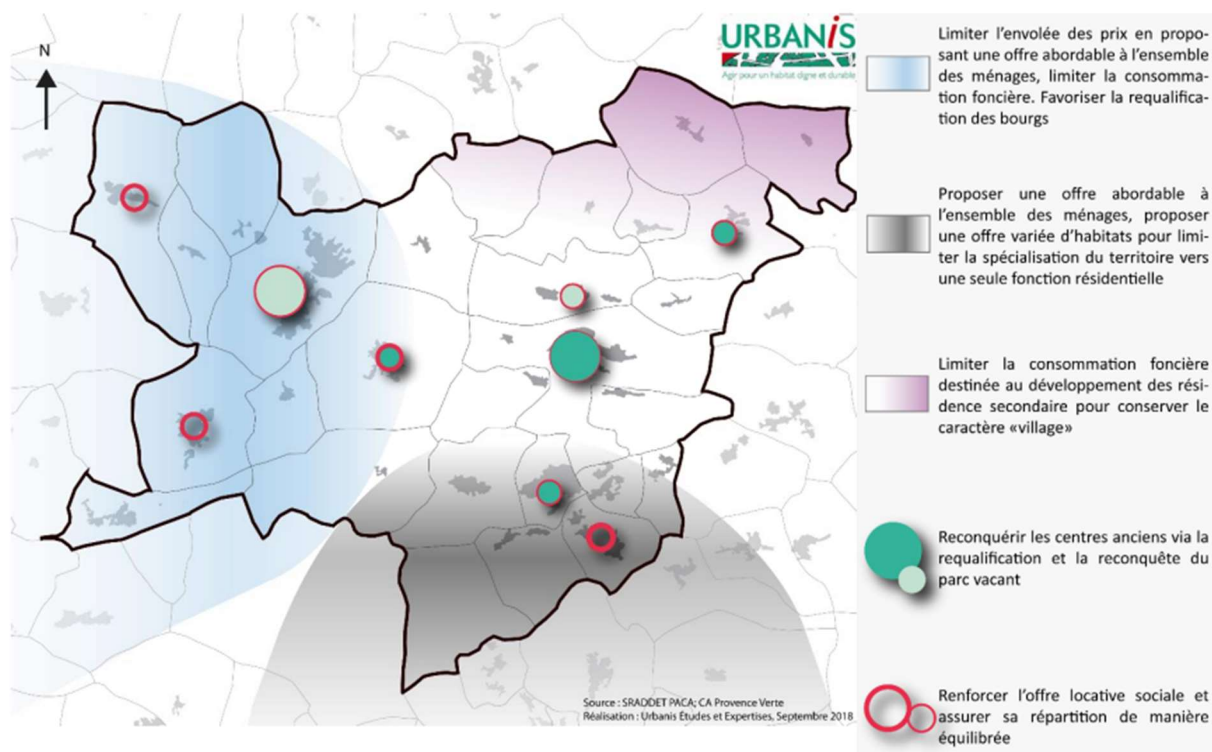 N
URBANiS
Agir pour un habitat digne et durable
Limiter l'envolée des prix en propo-
sant une offre abordable à l'ensemble
des ménages, limiter la consomma-
tion foncière. Favoriser la requalifica-
tion des bourgs
Proposer une offre abordable à
l'ensemble des ménages, proposer
une offre variée d'habitats pour limi-
ter la spécialisation du territoire vers
une seule fonction résidentielle
Limiter la consommation foncière
destinée au développement des rési-
dence secondaire pour conserver le
caractère «village»
Reconquérir les centres anciens via la
requalification et la reconquête du
parc vacant
Renforcer l'offre locative sociale et
assurer sa répartition de manière
équilibrée
Source : SRADDET PACA; CA Provence Verte
Réalisation : Urbanis Études et Expertises, Septembre 2018